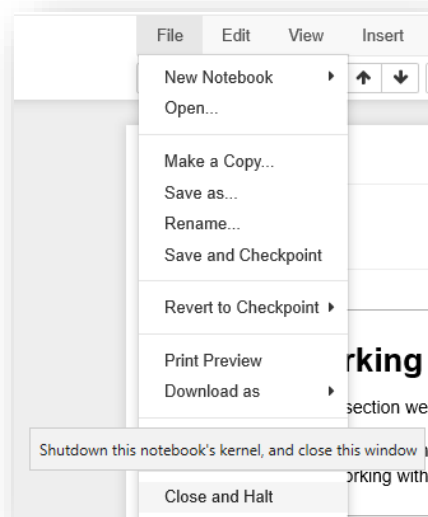 File Edit View Insert
New Notebook
Open...
Make a Copy...
Save as...
Rename...
Save and Checkpoint
Revert to Checkpoint
Print Preview
Download as
rking
section we
Shutdown this notebook's kernel, and close this window
orking with
Close and Halt